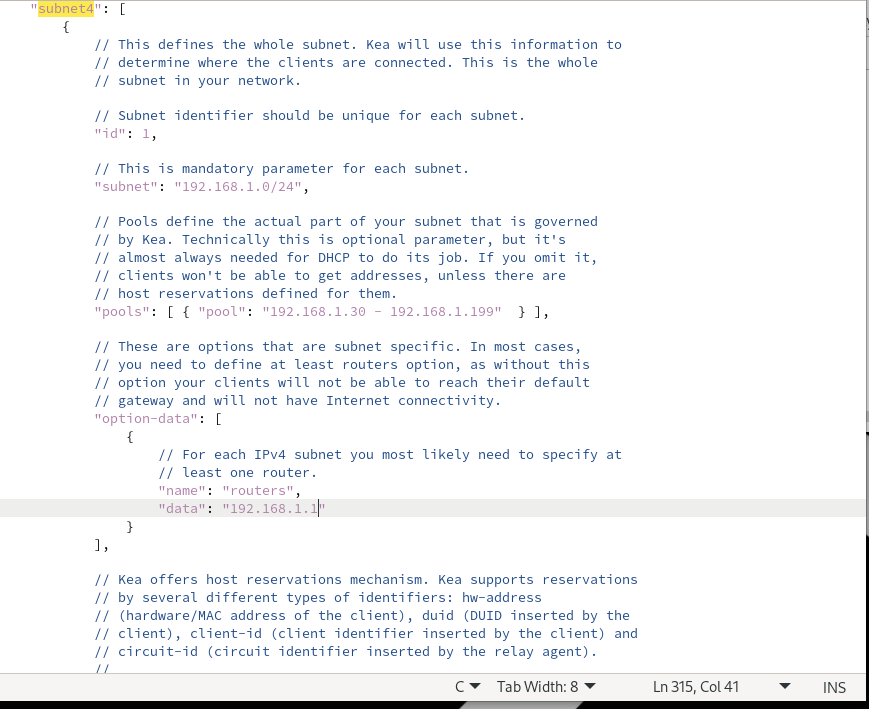 "subnet4": [
{
// This defines the whole subnet. Kea will use this information to
// determine where the clients are connected. This is the whole
// subnet in your network.
// Subnet identifier should be unique for each subnet.
"id": 1,
// This is mandatory parameter for each subnet.
"subnet": "192.168.1.0/24",
// Pools define the actual part of your subnet that is governed
// by Kea. Technically this is optional parameter, but it's
// almost always needed for DHCP to do its job. If you omit it,
// clients won't be able to get addresses, unless there are
// host reservations defined for them.
"pools": [ { "pool": "192.168.1.30 - 192.168.1.199"  } ],
// These are options that are subnet specific. In most cases,
// you need to define at least routers option, as without this
// option your clients will not be able to reach their default
// gateway and will not have Internet connectivity.
"option-data": [
{
// For each IPv4 subnet you most likely need to specify at
// least one router.
"name": "routers",
"data": "192.168.1.1"
}
],
// Kea offers host reservations mechanism. Kea supports reservations
// by several different types of identifiers: hw-address
// (hardware/MAC address of the client), duid (DUID inserted by the
// client), client-id (client identifier inserted by the client) and
// circuit-id (circuit identifier inserted by the relay agent).
//
C Tab Width: 8 Ln 315, Col 41 INS